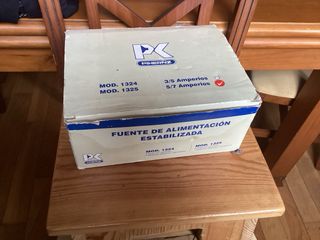 PK
PIHERNZ
MOD. 1324 3/5 Amperios
MOD. 1325 5/7 Amperios
FUENTE DE ALIMENTACIÓN
ESTABILIZADA
PK
MOD. 1324 MOD. 1325